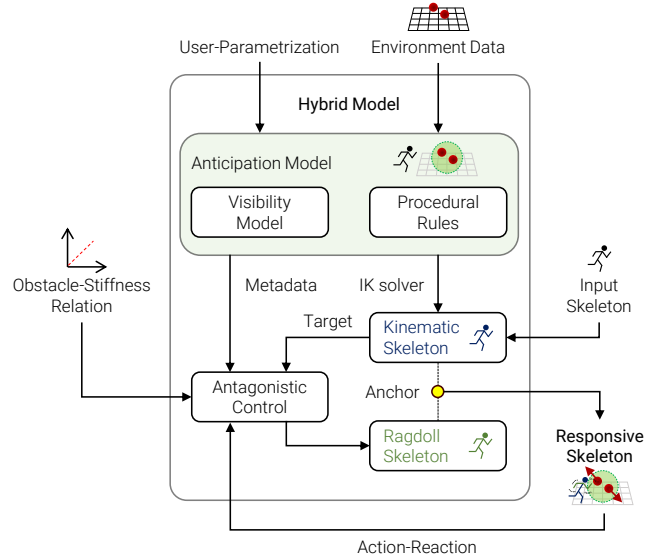 User-Parametrization
Environment Data
Hybrid Model
Anticipation Model
Visibility
Model
Procedural
Rules
Obstacle-Stiffness
Relation
Metadata
IK solver
Input
Skeleton
Target
Kinematic
Skeleton
Antagonistic
Control
Anchor
Ragdoll
Skeleton
Responsive
Skeleton
Action-Reaction